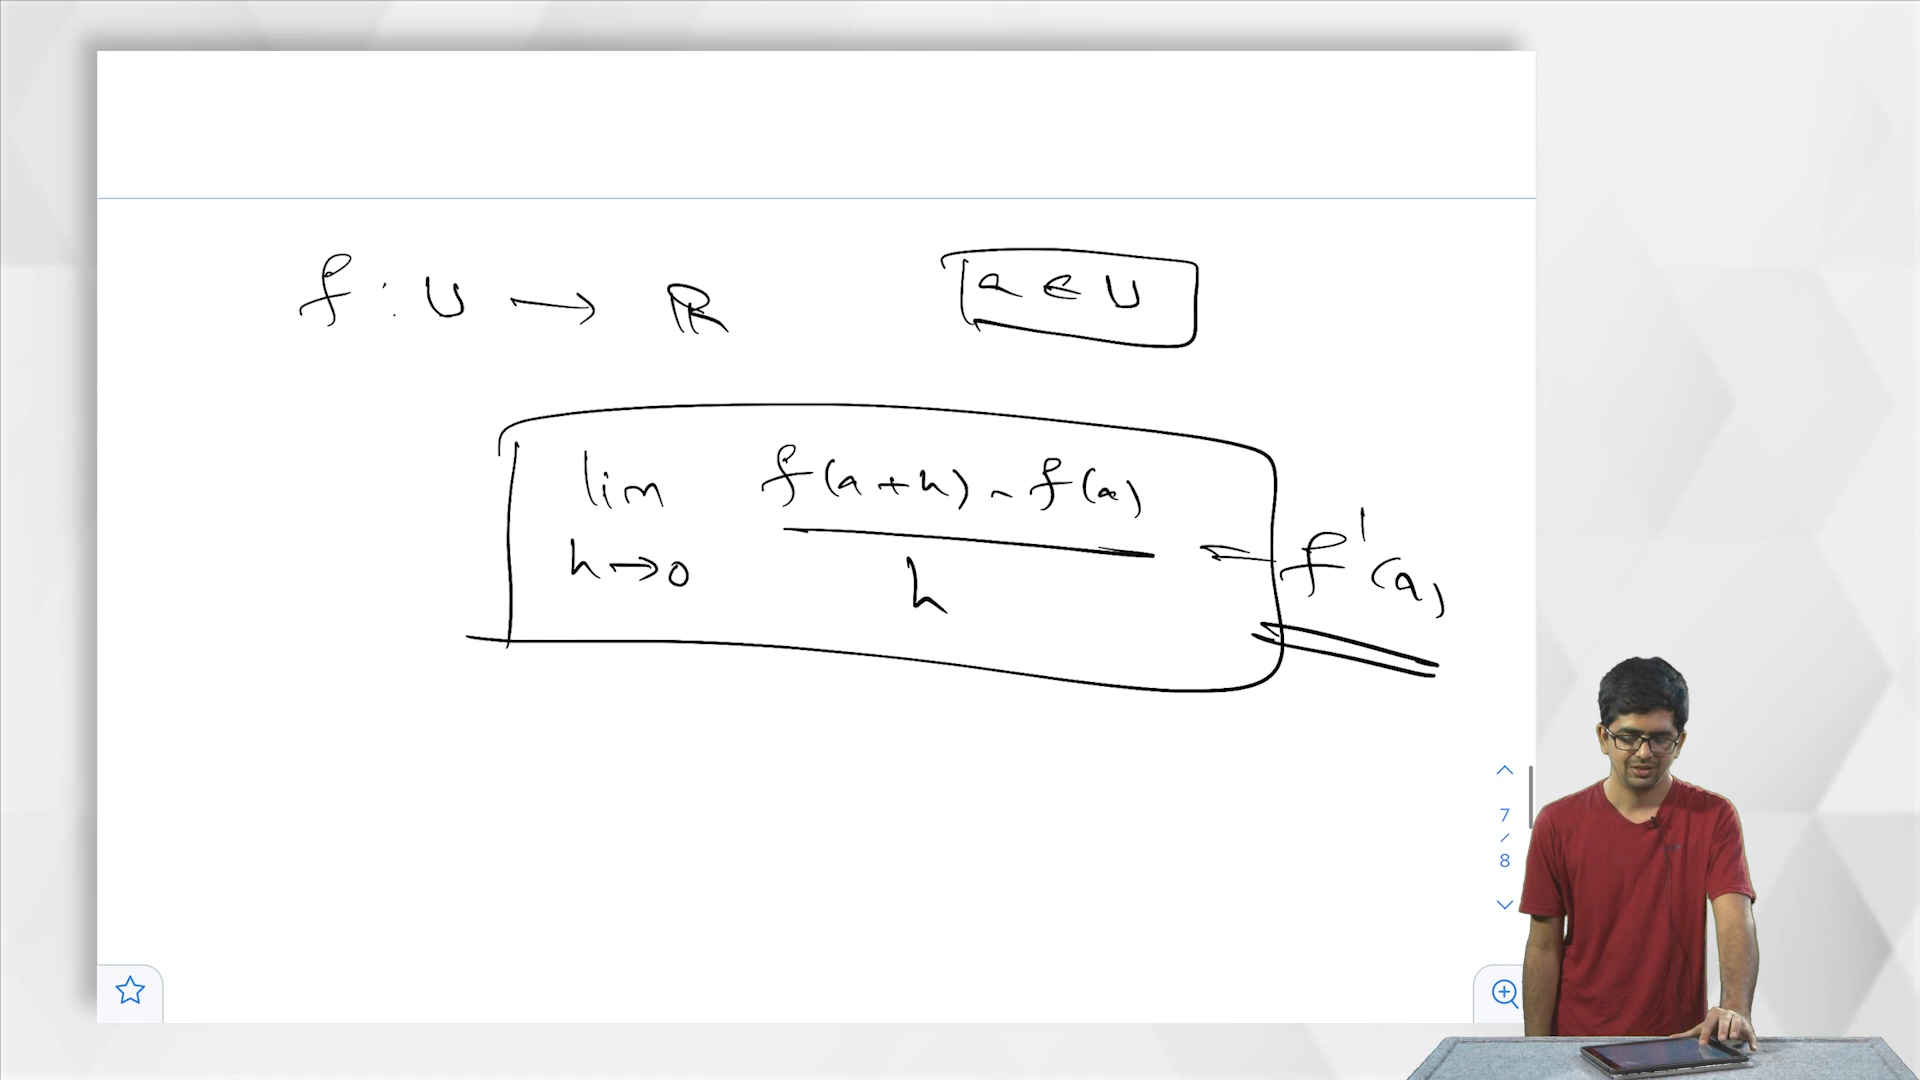 f : U → ℝ a ∈ U
lim f(a+h) - f(a)
h→0 h
= f'(a)
7
/
8